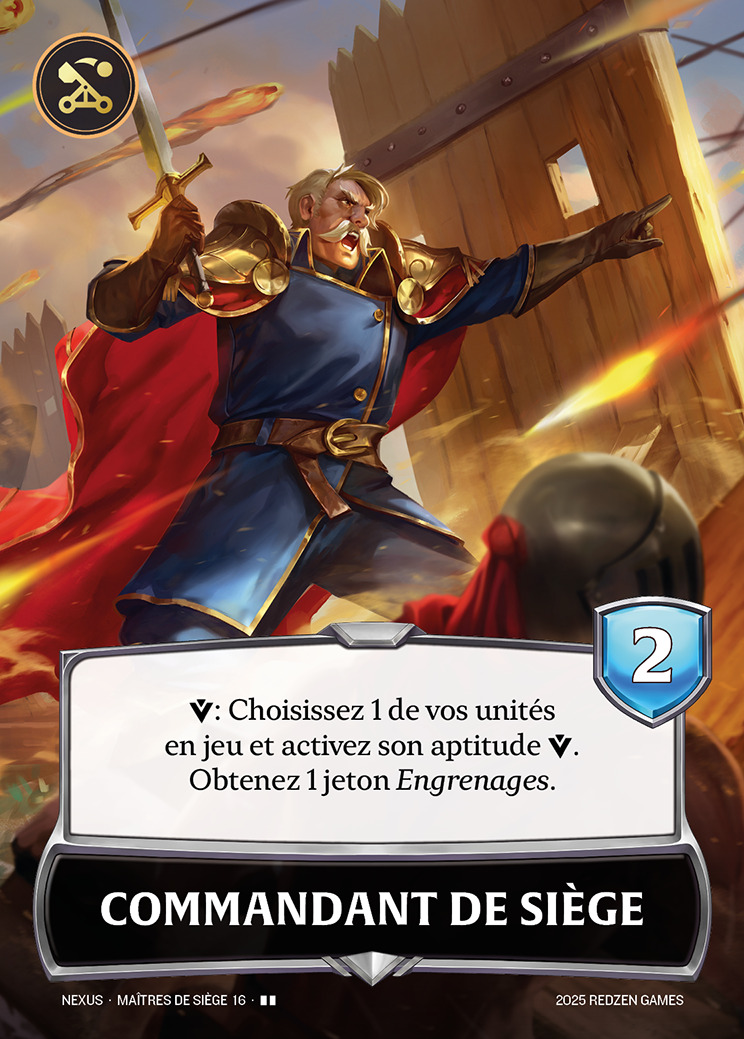 2
: Choisissez 1 de vos unités
en jeu et activez son aptitude .
Obtenez 1 jeton Engrenages.
COMMANDANT DE SIÈGE
NEXUS · MAÎTRES DE SIÈGE 16 ·
2025 REDZEN GAMES